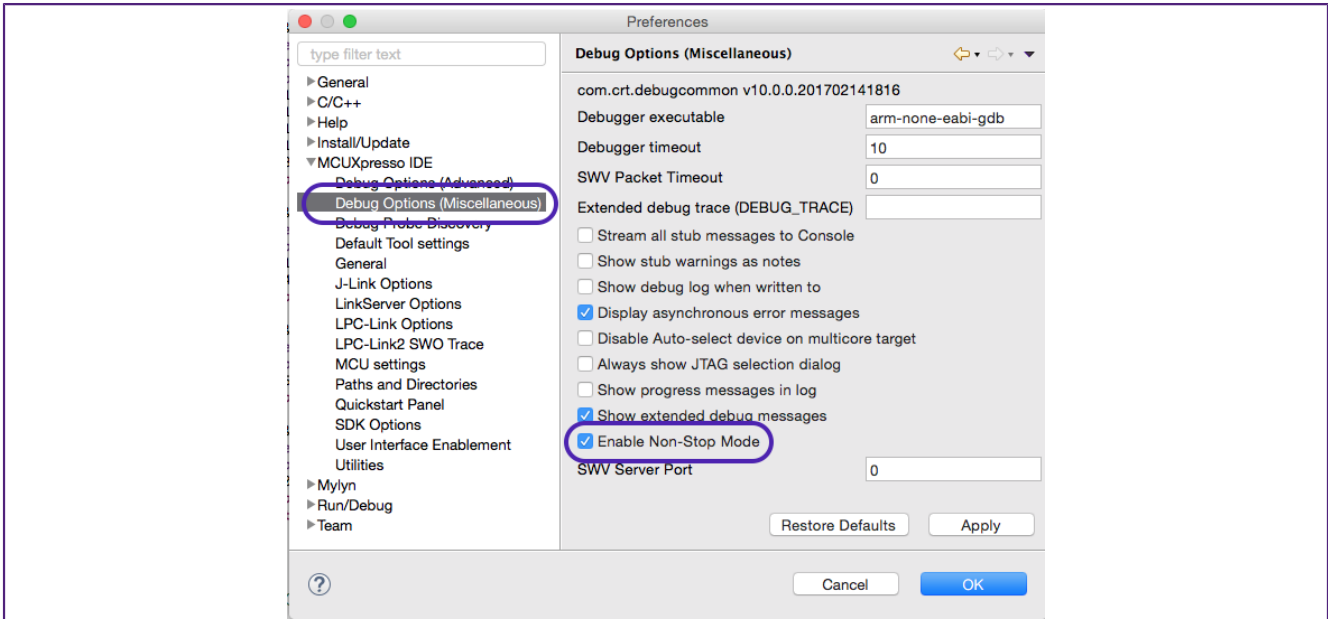 Preferences
type filter text
General
C/C++
Help
Install/Update
MCUXpresso IDE
Debug Options (Advanced)
Debug Options (Miscellaneous)
Debug Probe Discovery
Default Tool settings
General
J-Link Options
LinkServer Options
LPC-Link Options
LPC-Link2 SWO Trace
MCU settings
Paths and Directories
Quickstart Panel
SDK Options
User Interface Enablement
Utilities
Mylyn
Run/Debug
Team
Debug Options (Miscellaneous)
com.crt.debugcommon v10.0.0.201702141816
Debugger executable arm-none-eabi-gdb
Debugger timeout 10
SWV Packet Timeout 0
Extended debug trace (DEBUG_TRACE)
Stream all stub messages to Console
Show stub warnings as notes
Show debug log when written to
Display asynchronous error messages
Disable Auto-select device on multicore target
Always show JTAG selection dialog
Show progress messages in log
Show extended debug messages
Enable Non-Stop Mode
SWV Server Port 0
Restore Defaults Apply
? Cancel OK